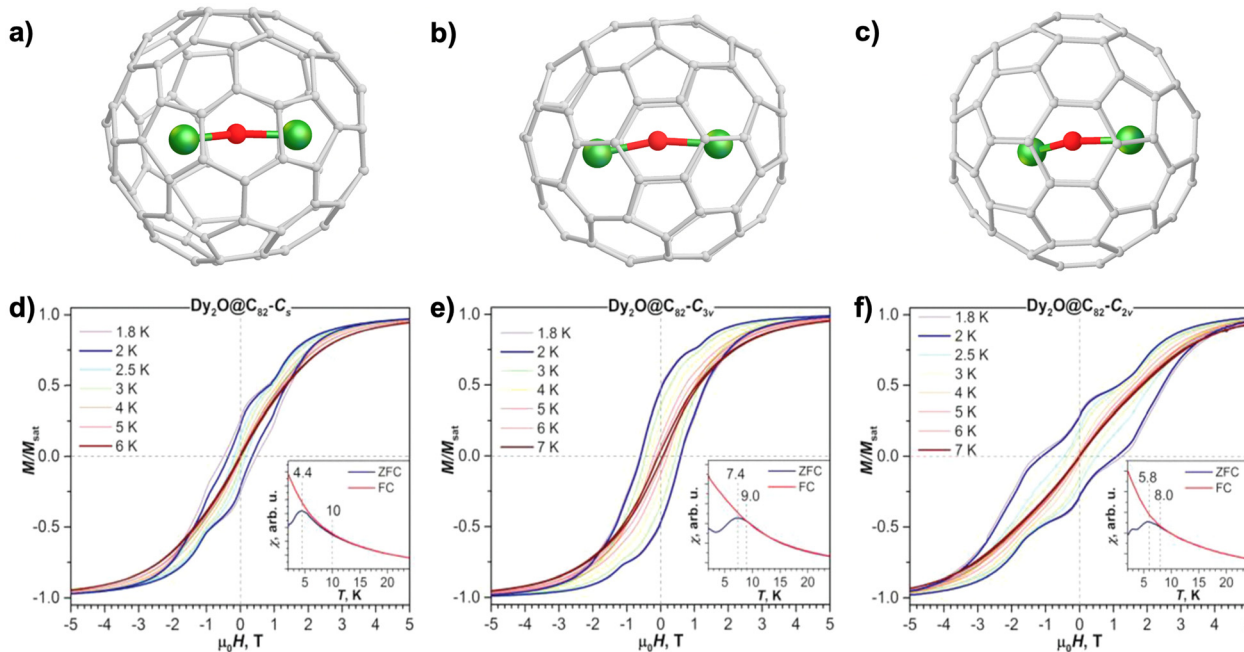 a)
b)
c)
d)
Dy₂O@C₈₂-Cₛ
1.8 K
2 K
2.5 K
3 K
4 K
5 K
6 K
M/Mₛₐₜ
1.0
0.5
0.0
-0.5
-1.0
-5 -4 -3 -2 -1 0 1 2 3 4 5
μ₀H, T
4.4
ZFC
FC
10
χ, arb. u.
5 10 15 20
T, K
e)
Dy₂O@C₈₂-C₃ᵥ
1.8 K
2 K
3 K
4 K
5 K
6 K
7 K
M/Mₛₐₜ
1.0
0.5
0.0
-0.5
-1.0
-5 -4 -3 -2 -1 0 1 2 3 4 5
μ₀H, T
7.4
ZFC
FC
9.0
χ, arb. u.
5 10 15 20
T, K
f)
Dy₂O@C₈₂-C₂ᵥ
1.8 K
2 K
2.5 K
3 K
4 K
5 K
6 K
7 K
M/Mₛₐₜ
1.0
0.5
0.0
-0.5
-1.0
-5 -4 -3 -2 -1 0 1 2 3 4 5
μ₀H, T
5.8
ZFC
FC
8.0
χ, arb. u.
5 10 15 20
T, K